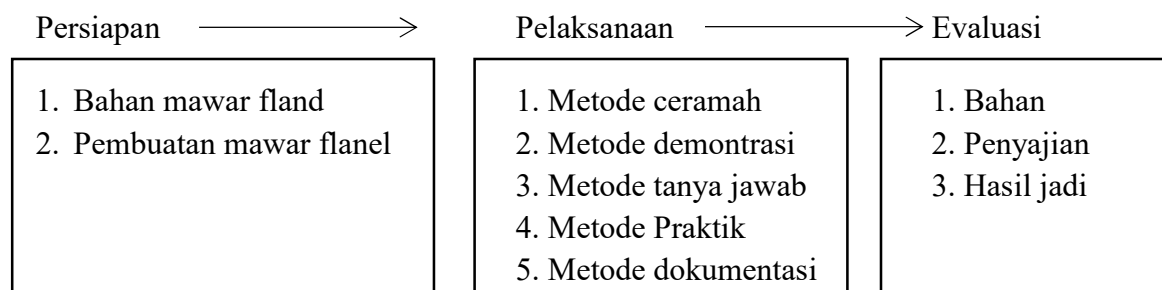 Persiapan
Pelaksanaan
Evaluasi
1. Bahan mawar fland
2. Pembuatan mawar flanel
1. Metode ceramah
2. Metode demontrasi
3. Metode tanya jawab
4. Metode Praktik
5. Metode dokumentasi
1. Bahan
2. Penyajian
3. Hasil jadi